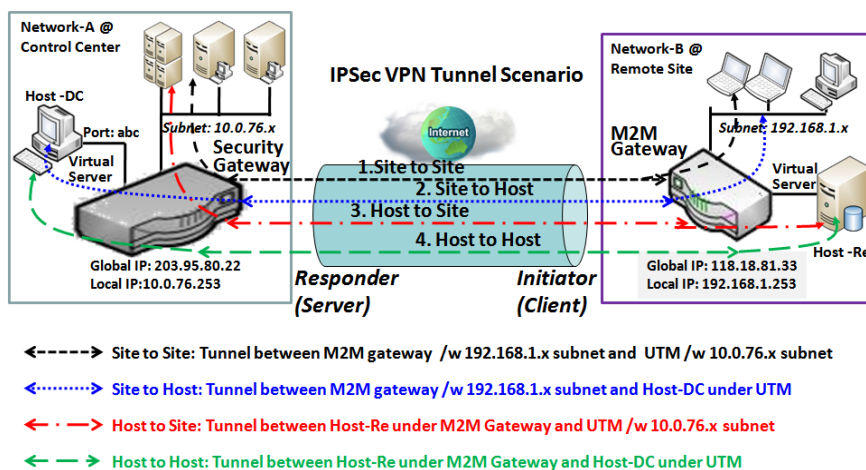 Network-A @
Control Center
Network-B @
Remote Site
IPSec VPN Tunnel Scenario
Host -DC
Internet
Port: abc
Subnet: 10.0.76.x
Subnet: 192.168.1.x
Security
Gateway
M2M
Gateway
Virtual
Server
Virtual
Server
1.Site to Site
2. Site to Host
3. Host to Site
4. Host to Host
Host -Re
Global IP: 203.95.80.22
Local IP:10.0.76.253
Responder
(Server)
Initiator
(Client)
Global IP: 118.18.81.33
Local IP: 192.168.1.253
Site to Site: Tunnel between M2M gateway /w 192.168.1.x subnet and UTM /w 10.0.76.x subnet
Site to Host: Tunnel between M2M gateway /w 192.168.1.x subnet and Host-DC under UTM
Host to Site: Tunnel between Host-Re under M2M Gateway and UTM /w 10.0.76.x subnet
Host to Host: Tunnel between Host-Re under M2M Gateway and Host-DC under UTM